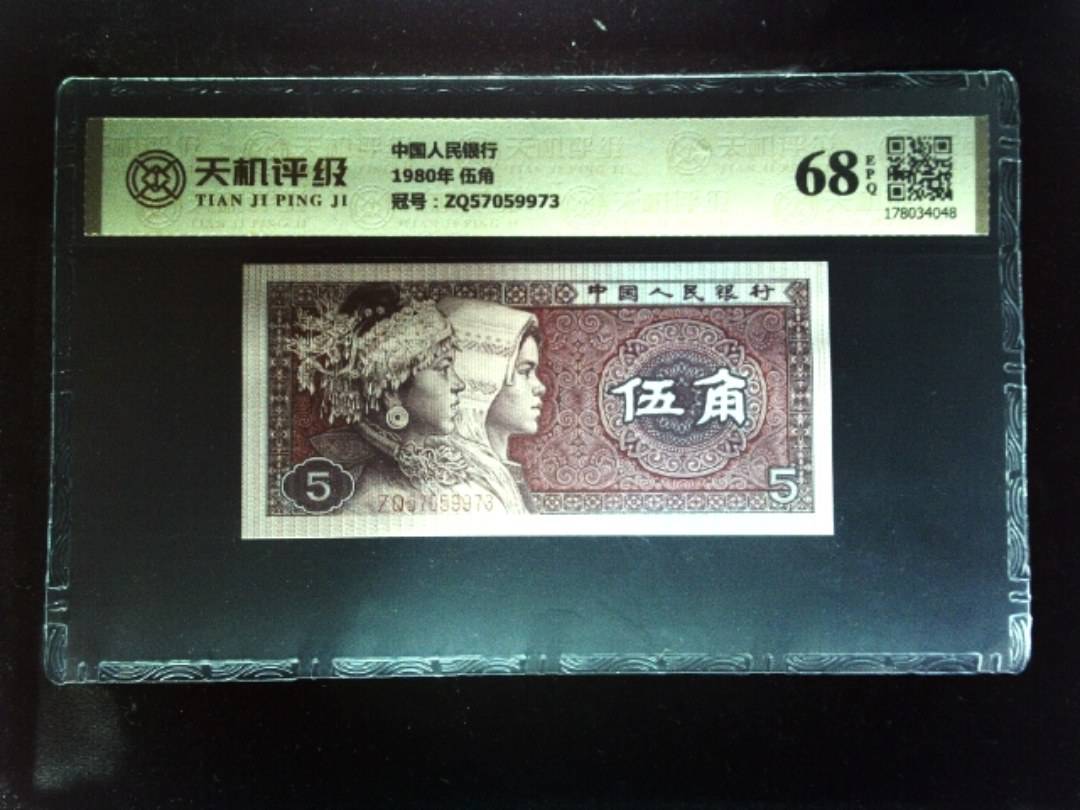 天机评级
TIAN JI PING JI
中国人民银行
1980年 伍角
冠号：ZQ57059973
68
EPQ
178034048
中国人民银行
伍角
5
5
ZQ57059973